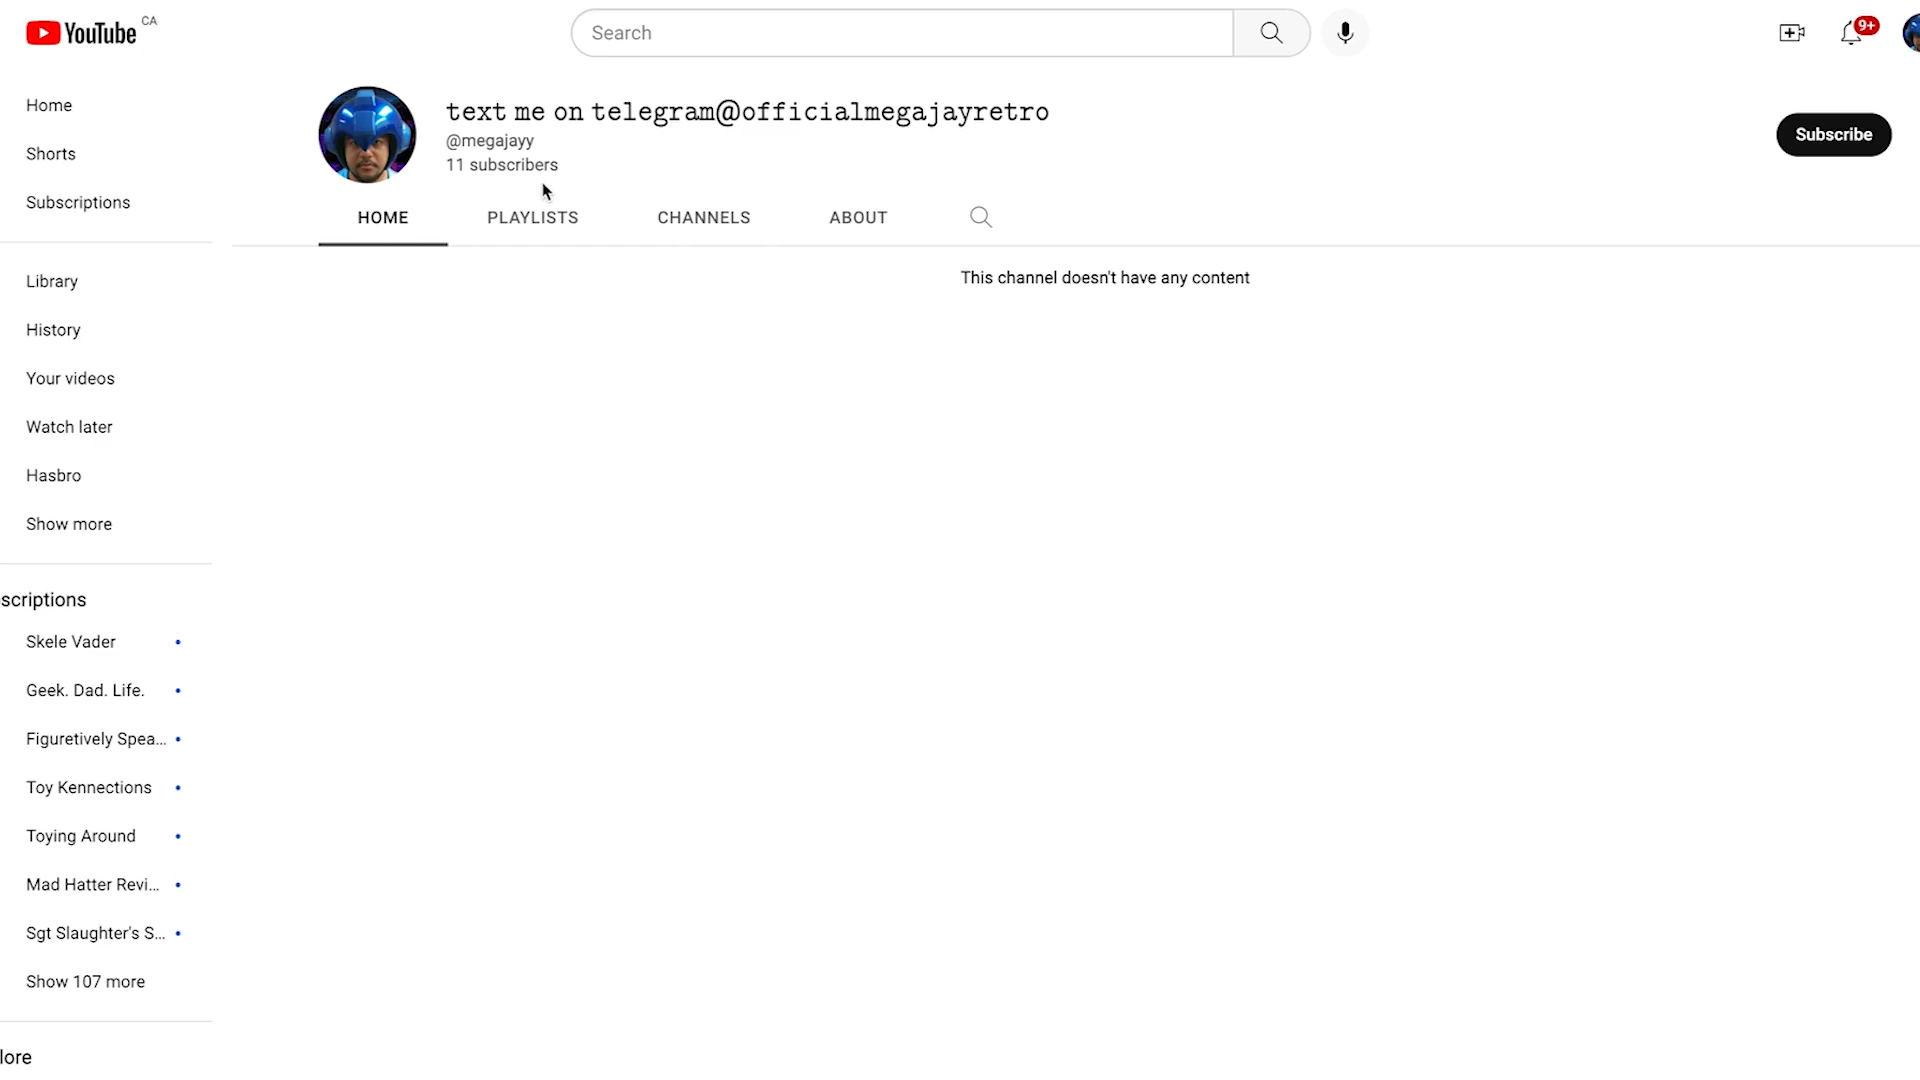 YouTube CA
Search
9+
Home
Shorts
Subscriptions
Library
History
Your videos
Watch later
Hasbro
Show more
scriptions
Skele Vader
Geek. Dad. Life.
Figuretively Spea...
Toy Kennections
Toying Around
Mad Hatter Revi...
Sgt Slaughter's S...
Show 107 more
lore
text me on telegram@officialmegajayretro
@megajayy
11 subscribers
Subscribe
HOME PLAYLISTS CHANNELS ABOUT
This channel doesn't have any content